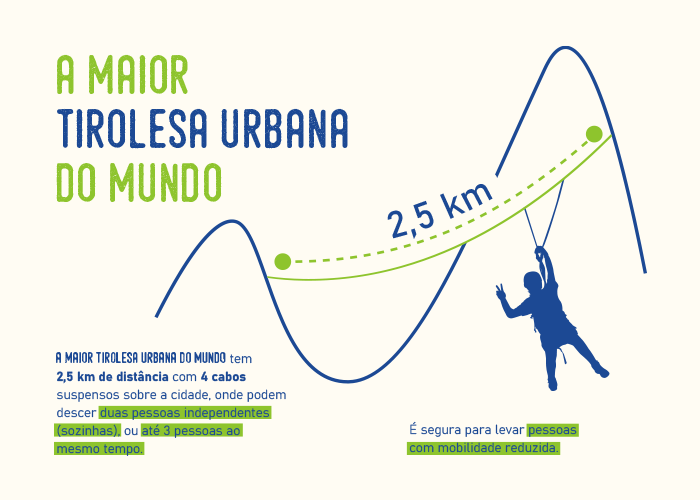 A MAIOR
TIROLESA URBANA
DO MUNDO
2,5 km
A MAIOR TIROLESA URBANA DO MUNDO tem
2,5 km de distância com 4 cabos
suspensos sobre a cidade, onde podem
descer duas pessoas independentes
(sozinhas), ou até 3 pessoas ao
mesmo tempo.
É segura para levar pessoas
com mobilidade reduzida.